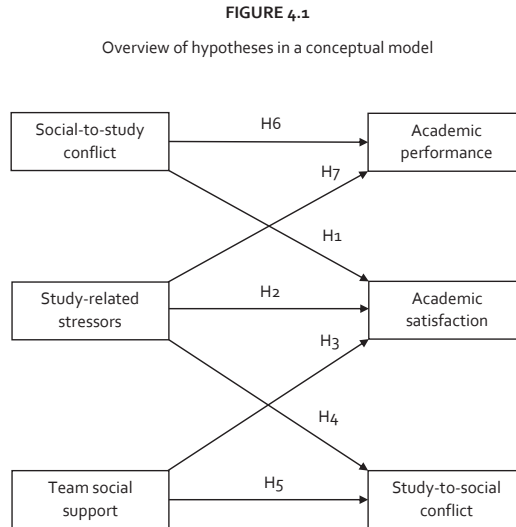 FIGURE 4.1
Overview of hypotheses in a conceptual model
Social-to-study
conflict
H6
Academic
performance
H7
H1
Study-related
stressors
H2
Academic
satisfaction
H3
H4
Team social
support
H5
Study-to-social
conflict